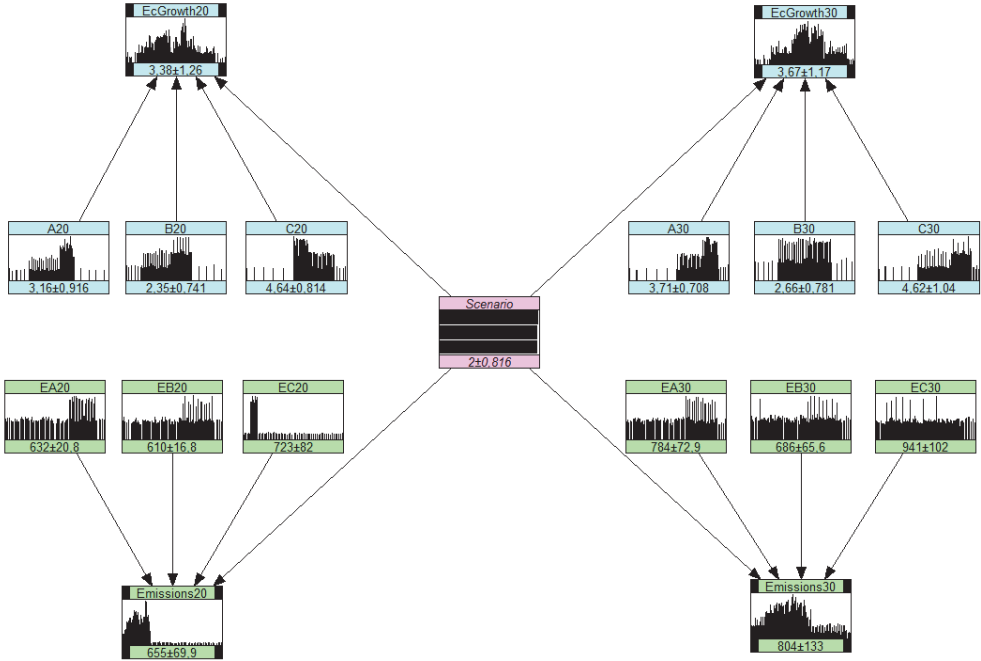 EcGrowth20
3,38±1,26
EcGrowth30
3,67±1,17
A20
3,16±0,916
B20
2,35±0,741
C20
4,64±0,814
A30
3,71±0,708
B30
2,66±0,781
C30
4,62±1,04
Scenario
2±0,816
EA20
632±20,8
EB20
610±16,8
EC20
723±82
EA30
784±72,9
EB30
686±65,6
EC30
941±102
Emissions20
655±69,9
Emissions30
804±133